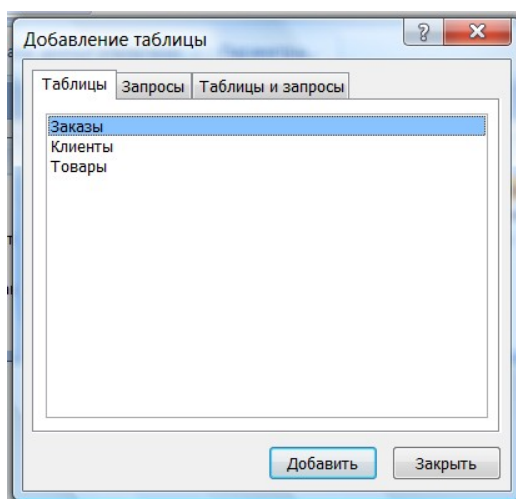 Добавление таблицы
Таблицы Запросы Таблицы и запросы
Заказы
Клиенты
Товары
Добавить Закрыть